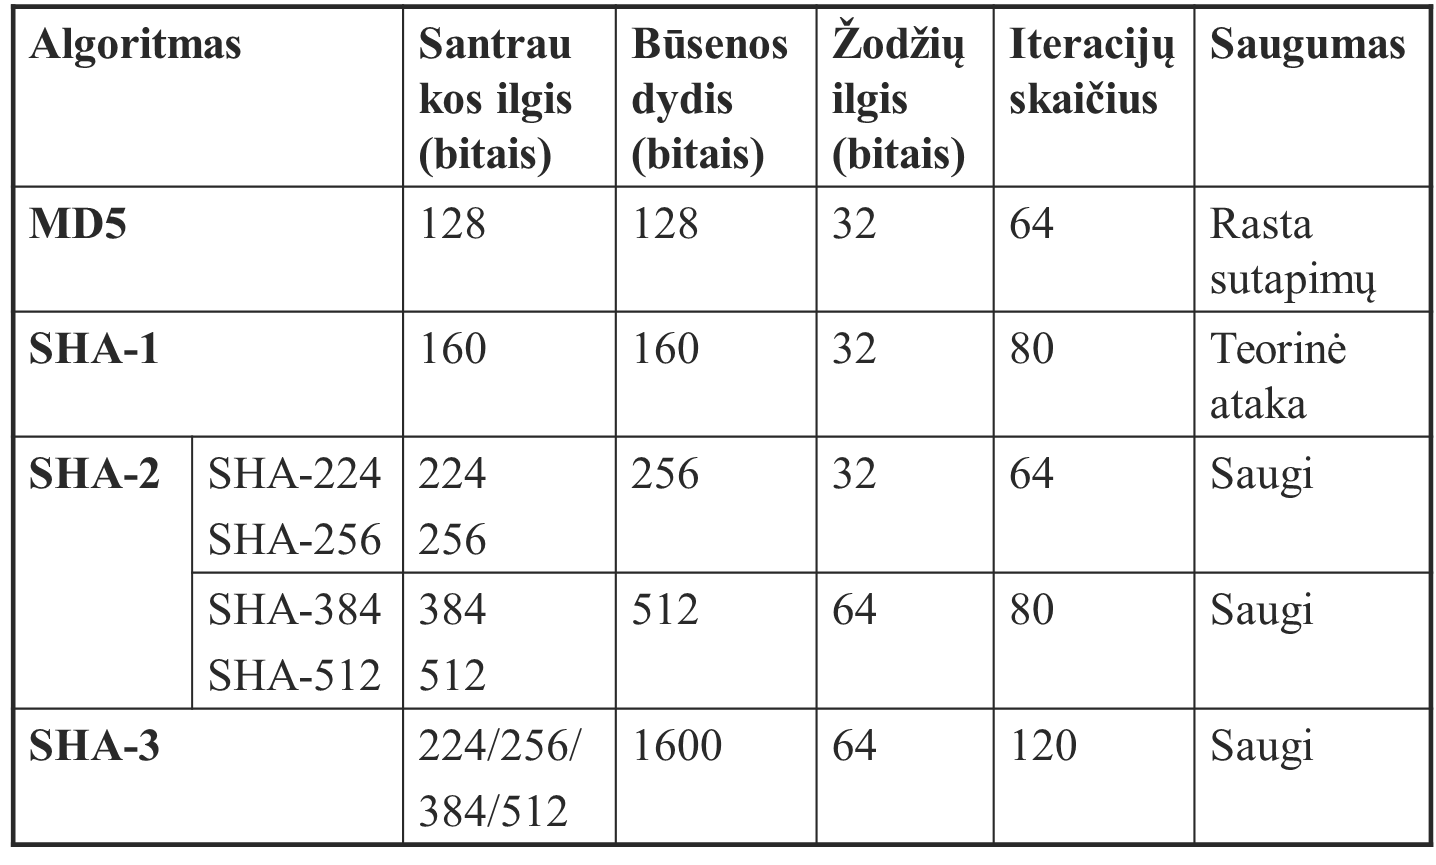 Algoritmas
Santrau
kos ilgis
(bitais)
Būsenos
dydis
(bitais)
Žodžių
ilgis
(bitais)
Iteracijų
skaičius
Saugumas
MD5
128
128
32
64
Rasta
sutapimų
SHA-1
160
160
32
80
Teorinė
ataka
SHA-2
SHA-224
SHA-256
224
256
256
32
64
Saugi
SHA-384
SHA-512
384
512
512
64
80
Saugi
SHA-3
224/256/
384/512
1600
64
120
Saugi